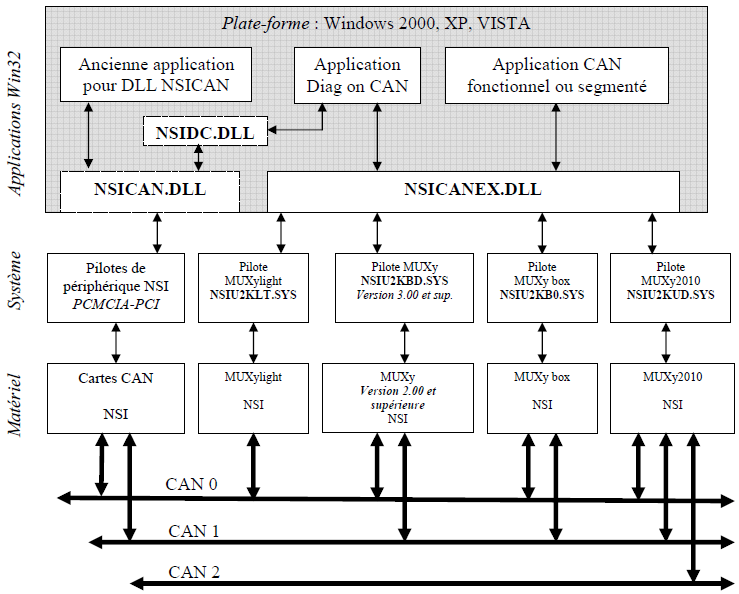 Plate-forme : Windows 2000, XP, VISTA
Applications Win32
Ancienne application
pour DLL NSICAN
Application
Diag on CAN
Application CAN
fonctionnel ou segmenté
NSIDC.DLL
NSICAN.DLL
NSICANEX.DLL
Système
Pilotes de
périphérique NSI
PCMCIA-PCI
Pilote
MUXylight
NSIU2KLT.SYS
Pilote MUXy
NSIU2KBD.SYS
Version 3.00 et sup.
Pilote
MUXy box
NSIU2KB0.SYS
Pilote
MUXy2010
NSIU2KUD.SYS
Matériel
Cartes CAN
NSI
MUXylight
NSI
MUXy
Version 2.00 et
supérieure
NSI
MUXy box
NSI
MUXy2010
NSI
CAN 0
CAN 1
CAN 2